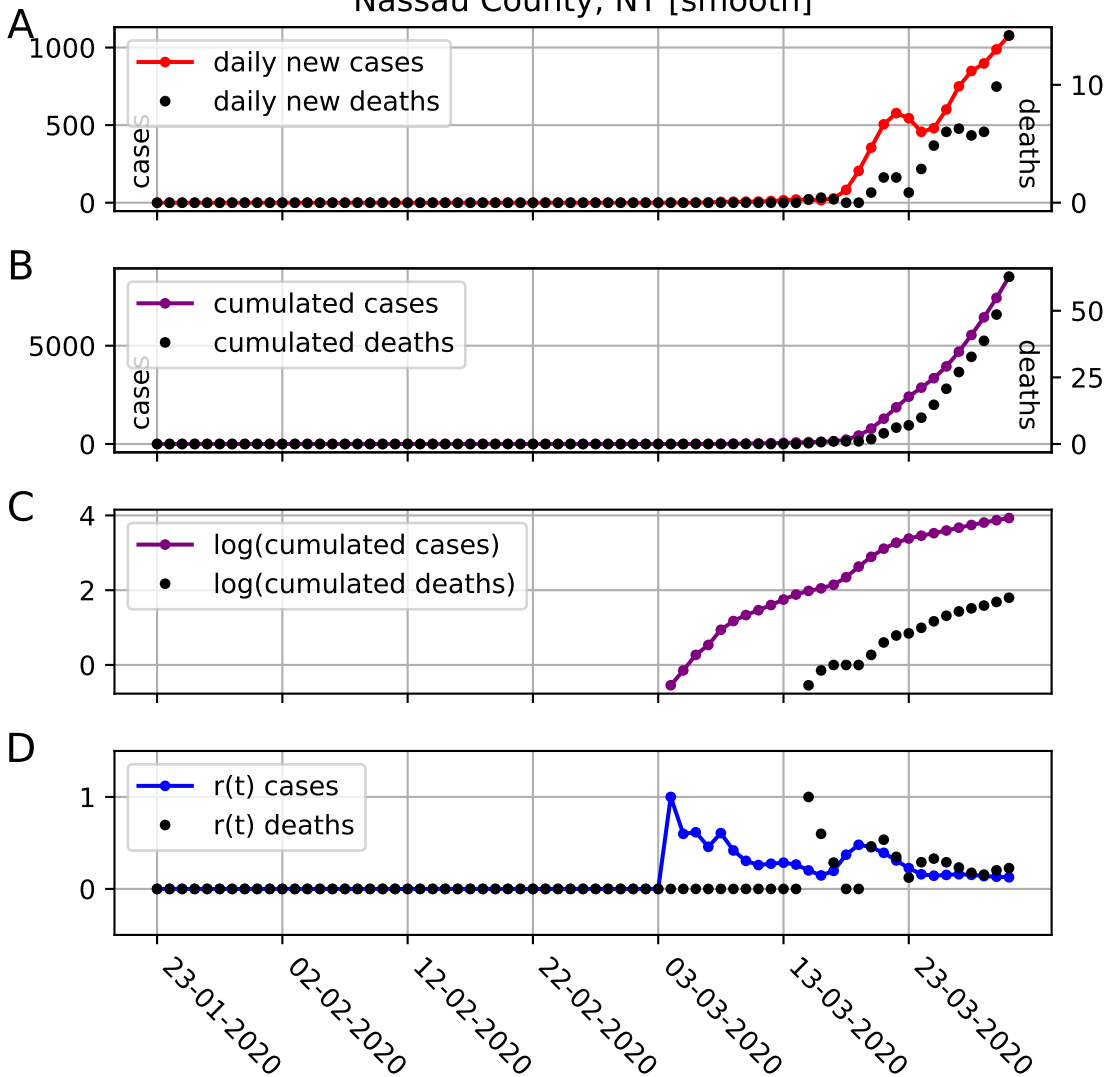 Nassau County, NY [smooth]
A
1000
500
0
cases
daily new cases
daily new deaths
10
0
deaths
B
5000
0
cases
cumulated cases
cumulated deaths
50
25
0
deaths
C
4
2
0
log(cumulated cases)
log(cumulated deaths)
D
1
0
r(t) cases
r(t) deaths
23-01-2020
02-02-2020
12-02-2020
22-02-2020
03-03-2020
13-03-2020
23-03-2020